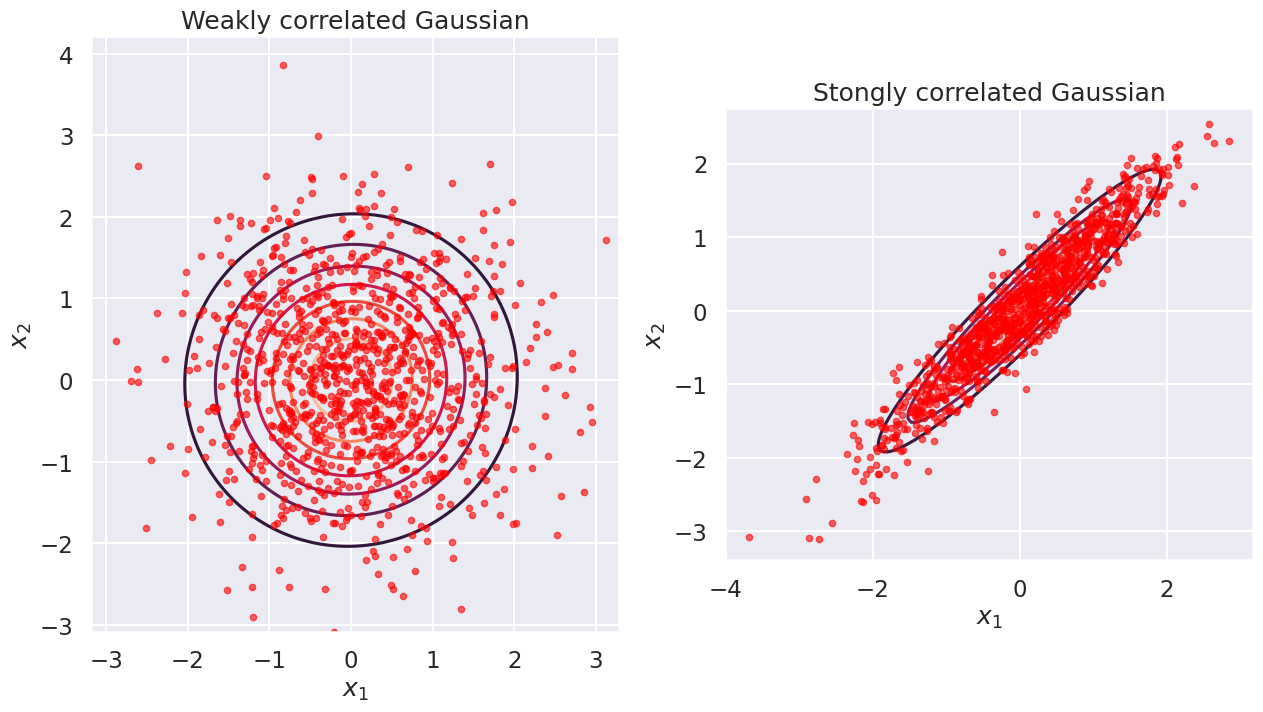 Weakly correlated Gaussian
4
3
2
1
0
−1
−2
−3
x₂
−3 −2 −1 0 1 2 3
x₁
Stongly correlated Gaussian
2
1
0
−1
−2
−3
x₂
−4 −2 0 2
x₁